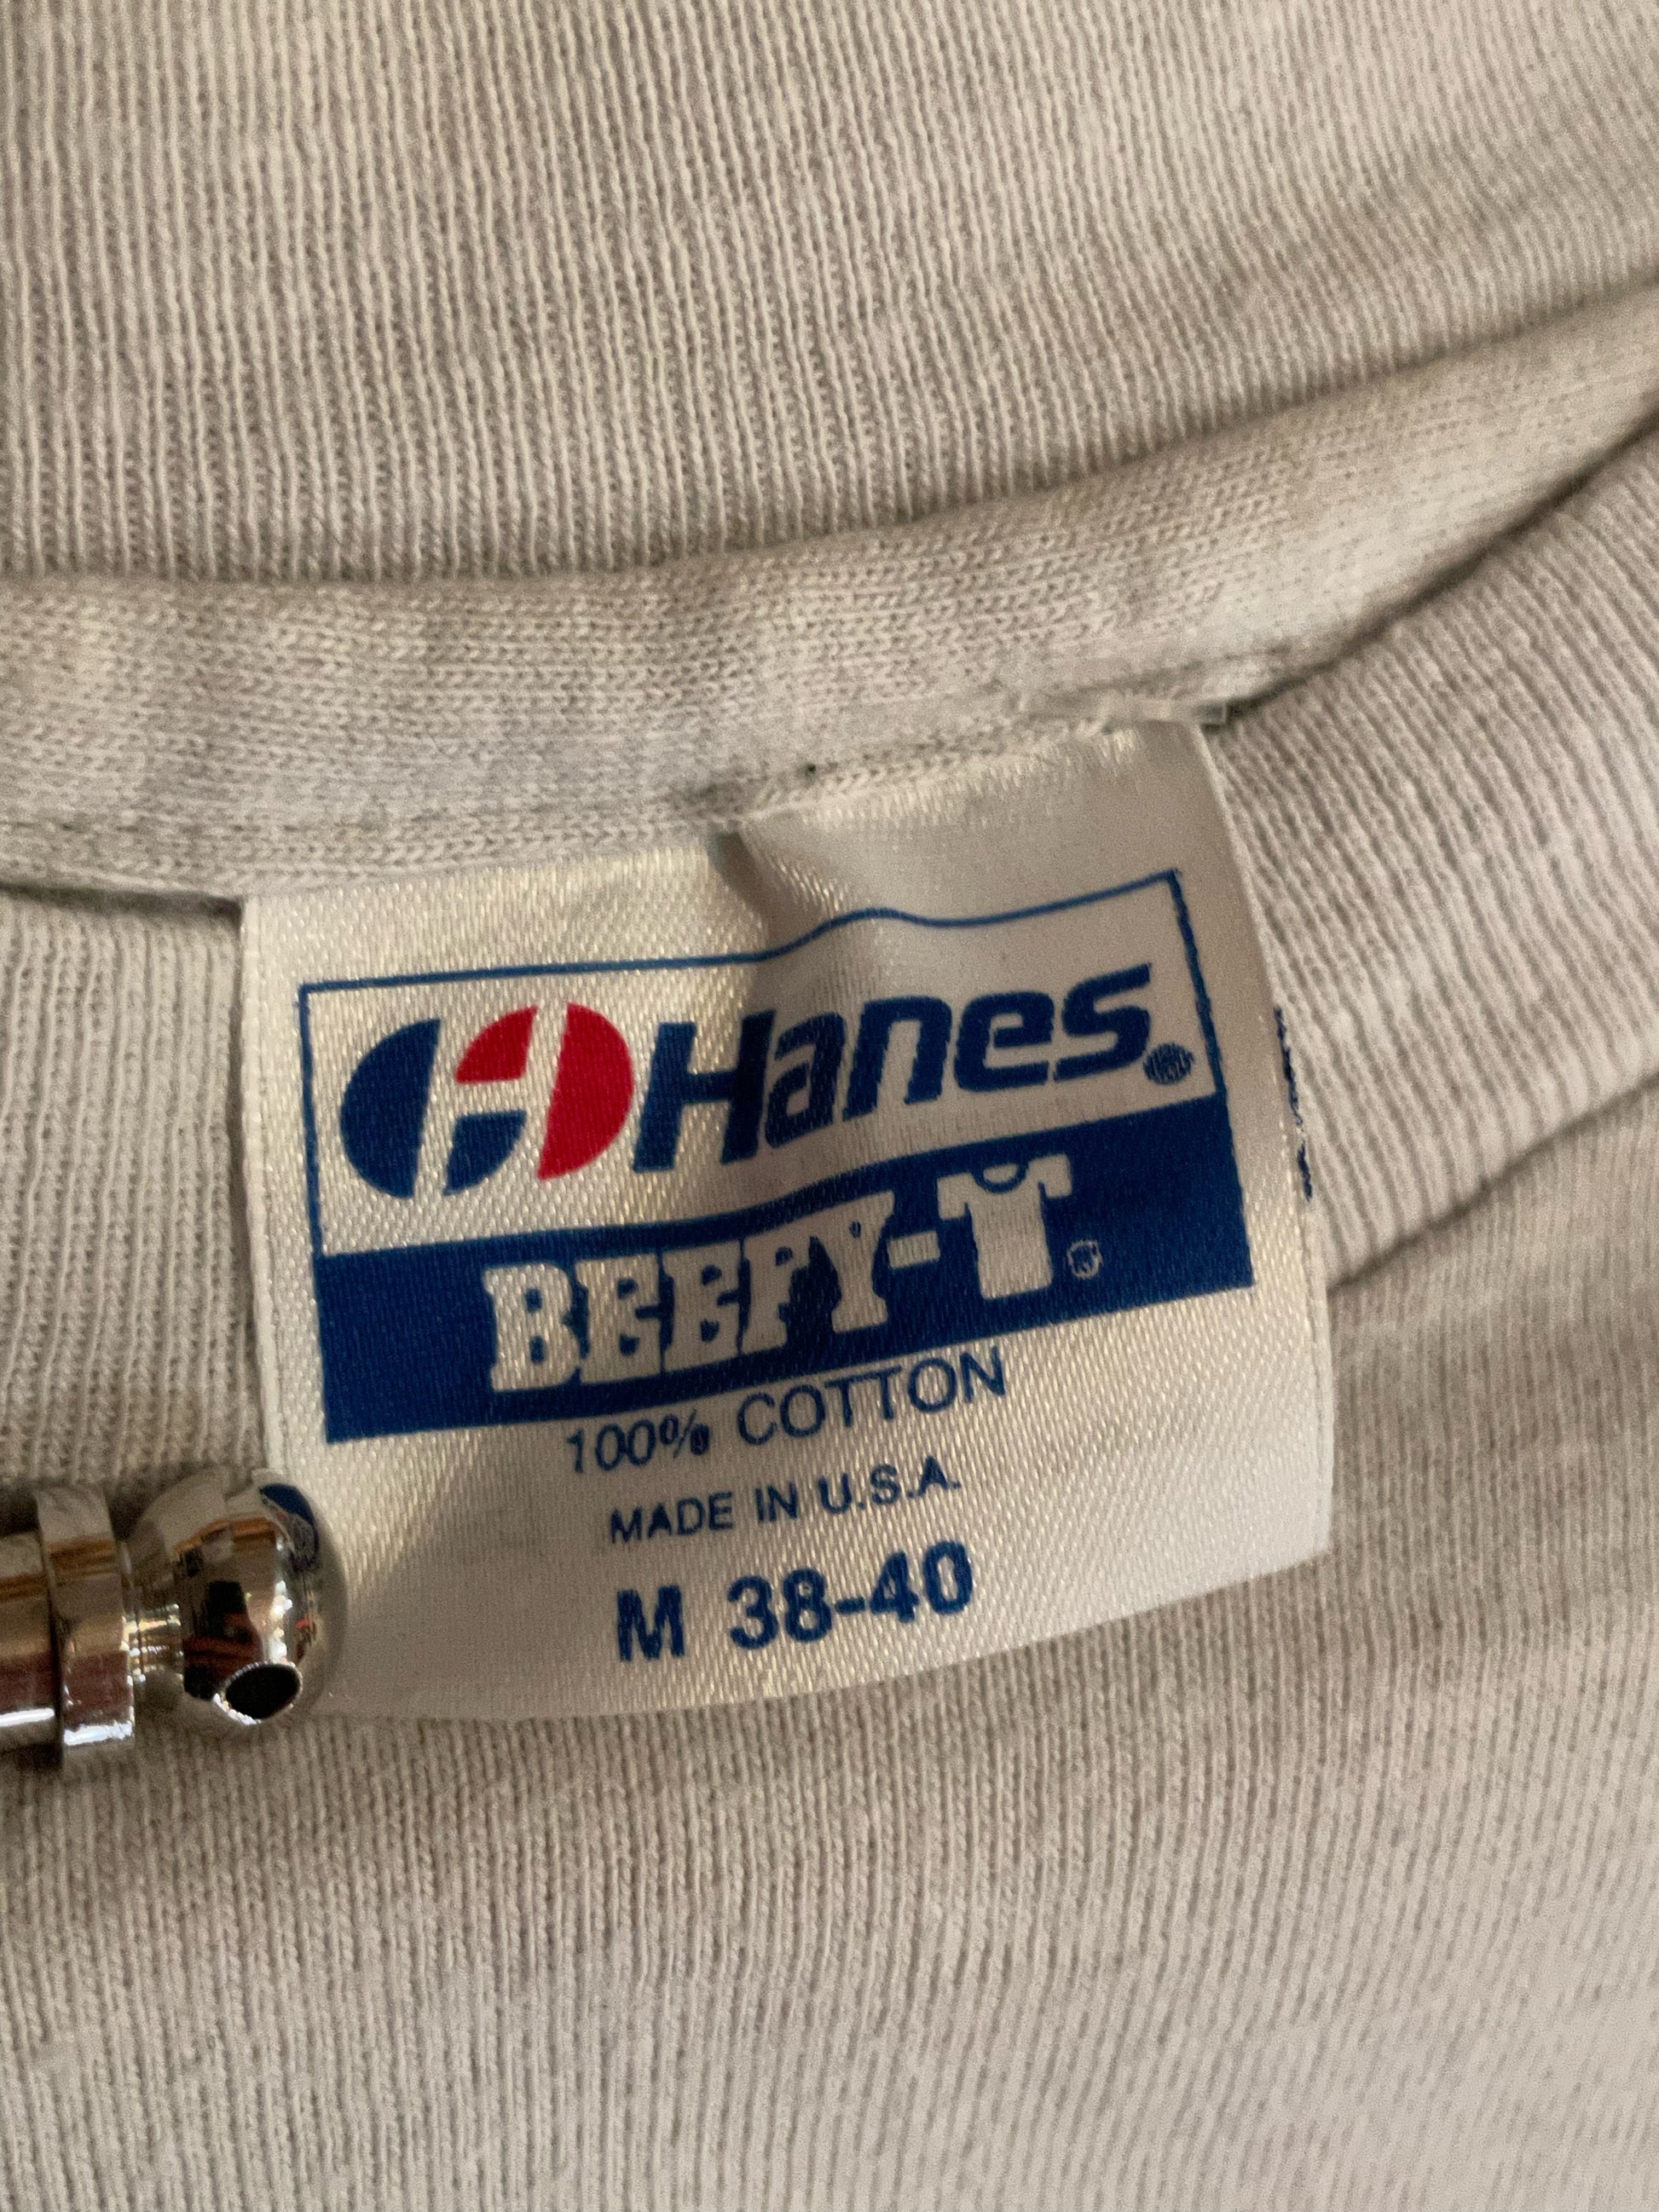 Hanes®
BEEFY-T®
100% COTTON
MADE IN U.S.A.
M 38-40